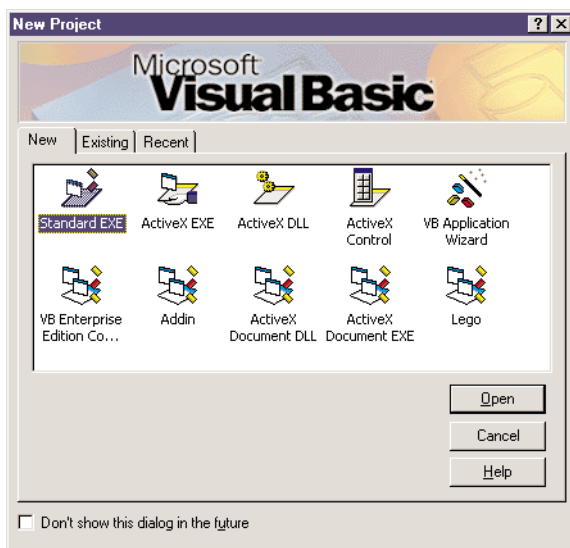 New Project
Microsoft
Visual Basic
New Existing Recent
Standard EXE ActiveX EXE ActiveX DLL ActiveX Control VB Application Wizard
VB Enterprise Edition Co... Addin ActiveX Document DLL ActiveX Document EXE Lego
Open
Cancel
Help
Don't show this dialog in the future